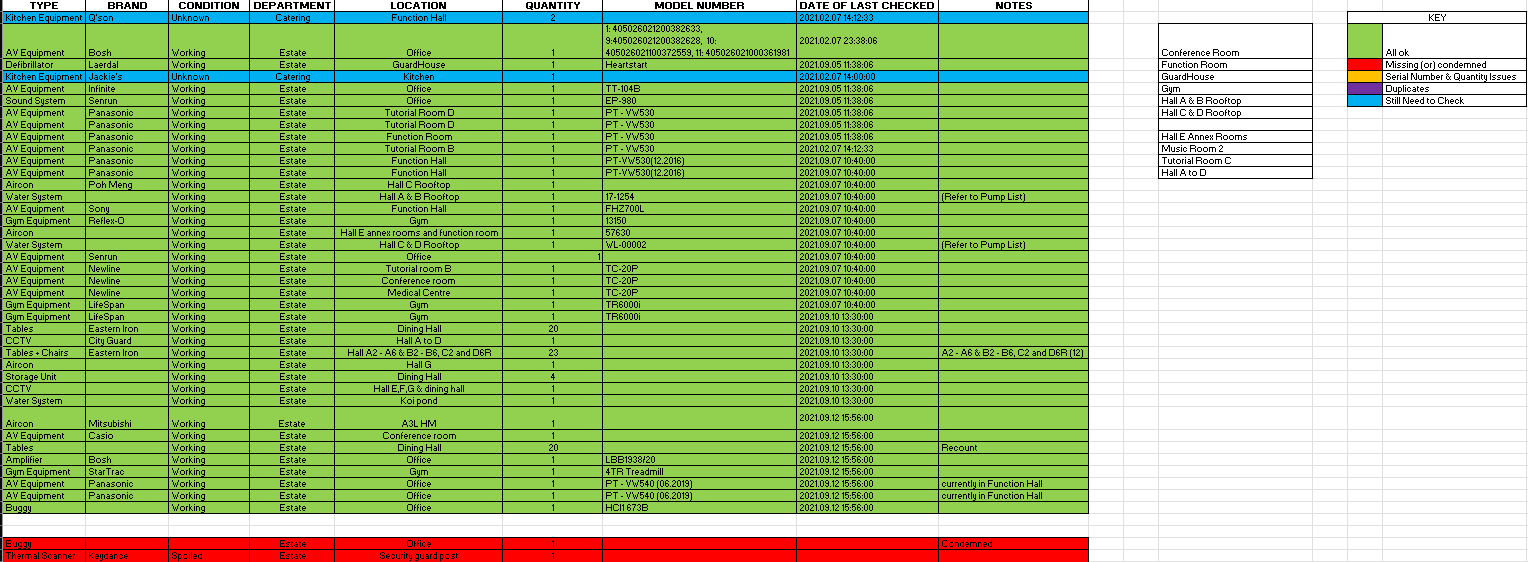 TYPE BRAND CONDITION DEPARTMENT LOCATION QUANTITY MODEL NUMBER DATE OF LAST CHECKED NOTES
Kitchen Equipment Q'son Unknown Catering Function Hall 2 2021.02.07 14:12:33
AV Equipment Bosh Working Estate Office 1 1: 405026021200382633,
9:405026021200382628, 10:
405026021100372559, 11: 405026021000361981 2021.02.07 23:38:06
Defibrillator Laerdal Working Estate GuardHouse 1 Heartstart 2021.09.05 11:38:06
Kitchen Equipment Jackie's Unknown Catering Kitchen 1 2021.02.07 14:00:00
AV Equipment Infinite Working Estate Office 1 TT-104B 2021.09.05 11:38:06
Sound System Senrun Working Estate Office 1 EP-980 2021.09.05 11:38:06
AV Equipment Panasonic Working Estate Tutorial Room D 1 PT - VW530 2021.09.05 11:38:06
AV Equipment Panasonic Working Estate Tutorial Room D 1 PT - VW530 2021.09.05 11:38:06
AV Equipment Panasonic Working Estate Function Room 1 PT - VW530 2021.09.05 11:38:06
AV Equipment Panasonic Working Estate Tutorial Room B 1 PT - VW530 2021.02.07 14:12:33
AV Equipment Panasonic Working Estate Function Hall 1 PT-VW530(12.2016) 2021.09.07 10:40:00
AV Equipment Panasonic Working Estate Function Hall 1 PT-VW530(12.2016) 2021.09.07 10:40:00
Aircon Poh Meng Working Estate Hall C Rooftop 1 2021.09.07 10:40:00
Water System Working Estate Hall A & B Rooftop 1 17-1254 2021.09.07 10:40:00 (Refer to Pump List)
AV Equipment Sony Working Estate Function Hall 1 FHZ700L 2021.09.07 10:40:00
Gym Equipment Reflex-O Working Estate Gym 1 13150 2021.09.07 10:40:00
Aircon Working Estate Hall E annex rooms and function room 1 57630 2021.09.07 10:40:00
Water System Working Estate Hall C & D Rooftop 1 WL-00002 2021.09.07 10:40:00 (Refer to Pump List)
AV Equipment Senrun Working Estate Office 1 2021.09.07 10:40:00
AV Equipment Newline Working Estate Tutorial room B 1 TC-20P 2021.09.07 10:40:00
AV Equipment Newline Working Estate Conference room 1 TC-20P 2021.09.07 10:40:00
AV Equipment Newline Working Estate Medical Centre 1 TC-20P 2021.09.07 10:40:00
Gym Equipment LifeSpan Working Estate Gym 1 TR6000i 2021.09.07 10:40:00
Gym Equipment LifeSpan Working Estate Gym 1 TR6000i 2021.09.10 13:30:00
Tables Eastern Iron Working Estate Dining Hall 20 2021.09.10 13:30:00
CCTV City Guard Working Estate Hall A to D 1 2021.09.10 13:30:00
Tables + Chairs Eastern Iron Working Estate Hall A2 - A6 & B2 - B6, C2 and D6R 23 2021.09.10 13:30:00 A2 - A6 & B2 - B6, C2 and D6R (12)
Aircon Working Estate Hall G 1 2021.09.10 13:30:00
Storage Unit Working Estate Dining Hall 4 2021.09.10 13:30:00
CCTV Working Estate Hall E,F,G & dining hall 1 2021.09.10 13:30:00
Water System Working Estate Koi pond 1 2021.09.10 13:30:00
Aircon Mitsubishi Working Estate A3L HM 1 2021.09.12 15:56:00
AV Equipment Casio Working Estate Conference room 1 2021.09.12 15:56:00
Tables Working Estate Dining Hall 20 2021.09.12 15:56:00 Recount
Amplifier Bosh Working Estate Office 1 LBB1938/20 2021.09.12 15:56:00
Gym Equipment StarTrac Working Estate Gym 1 4TR Treadmill 2021.09.12 15:56:00
AV Equipment Panasonic Working Estate Office 1 PT - VW540 (06.2019) 2021.09.12 15:56:00 currently in Function Hall
AV Equipment Panasonic Working Estate Office 1 PT - VW540 (06.2019) 2021.09.12 15:56:00 currently in Function Hall
Buggy Working Estate Office 1 HCI1 673B 2021.09.12 15:56:00
Buggy Estate Office 1 Condemned
Thermal Scanner Keydance Spoiled Estate Security guard post 1
Conference Room
Function Room
GuardHouse
Gym
Hall A & B Rooftop
Hall C & D Rooftop
Hall E Annex Rooms
Music Room 2
Tutorial Room C
Hall A to D
KEY
All ok
Missing (or) condemned
Serial Number & Quantity Issues
Duplicates
Still Need to Check